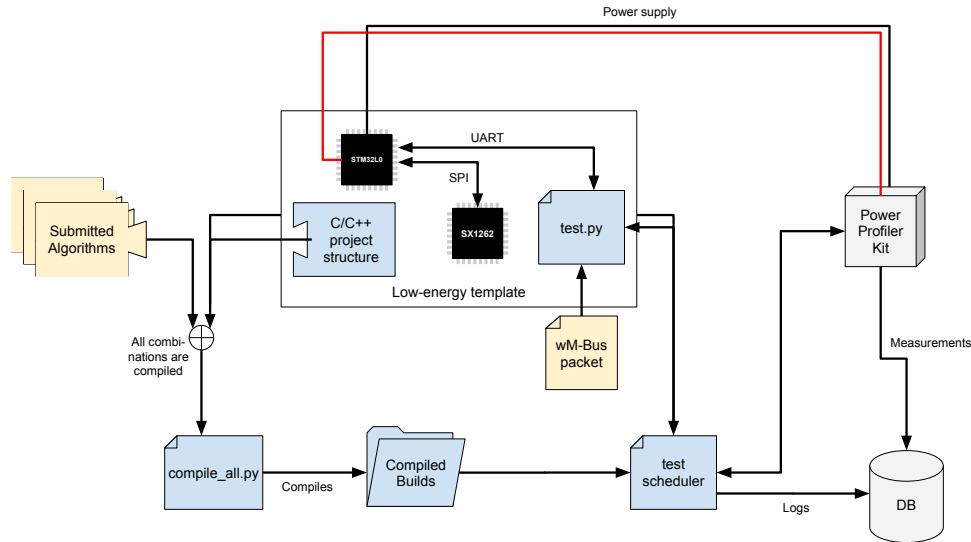 Power supply
STM32L0
UART
SPI
SX1262
C/C++
project
structure
test.py
Low-energy template
Submitted
Algorithms
Power
Profiler
Kit
wM-Bus
packet
All combi-
nations are
compiled
Measurements
compile_all.py
Compiles
Compiled
Builds
test
scheduler
Logs
DB